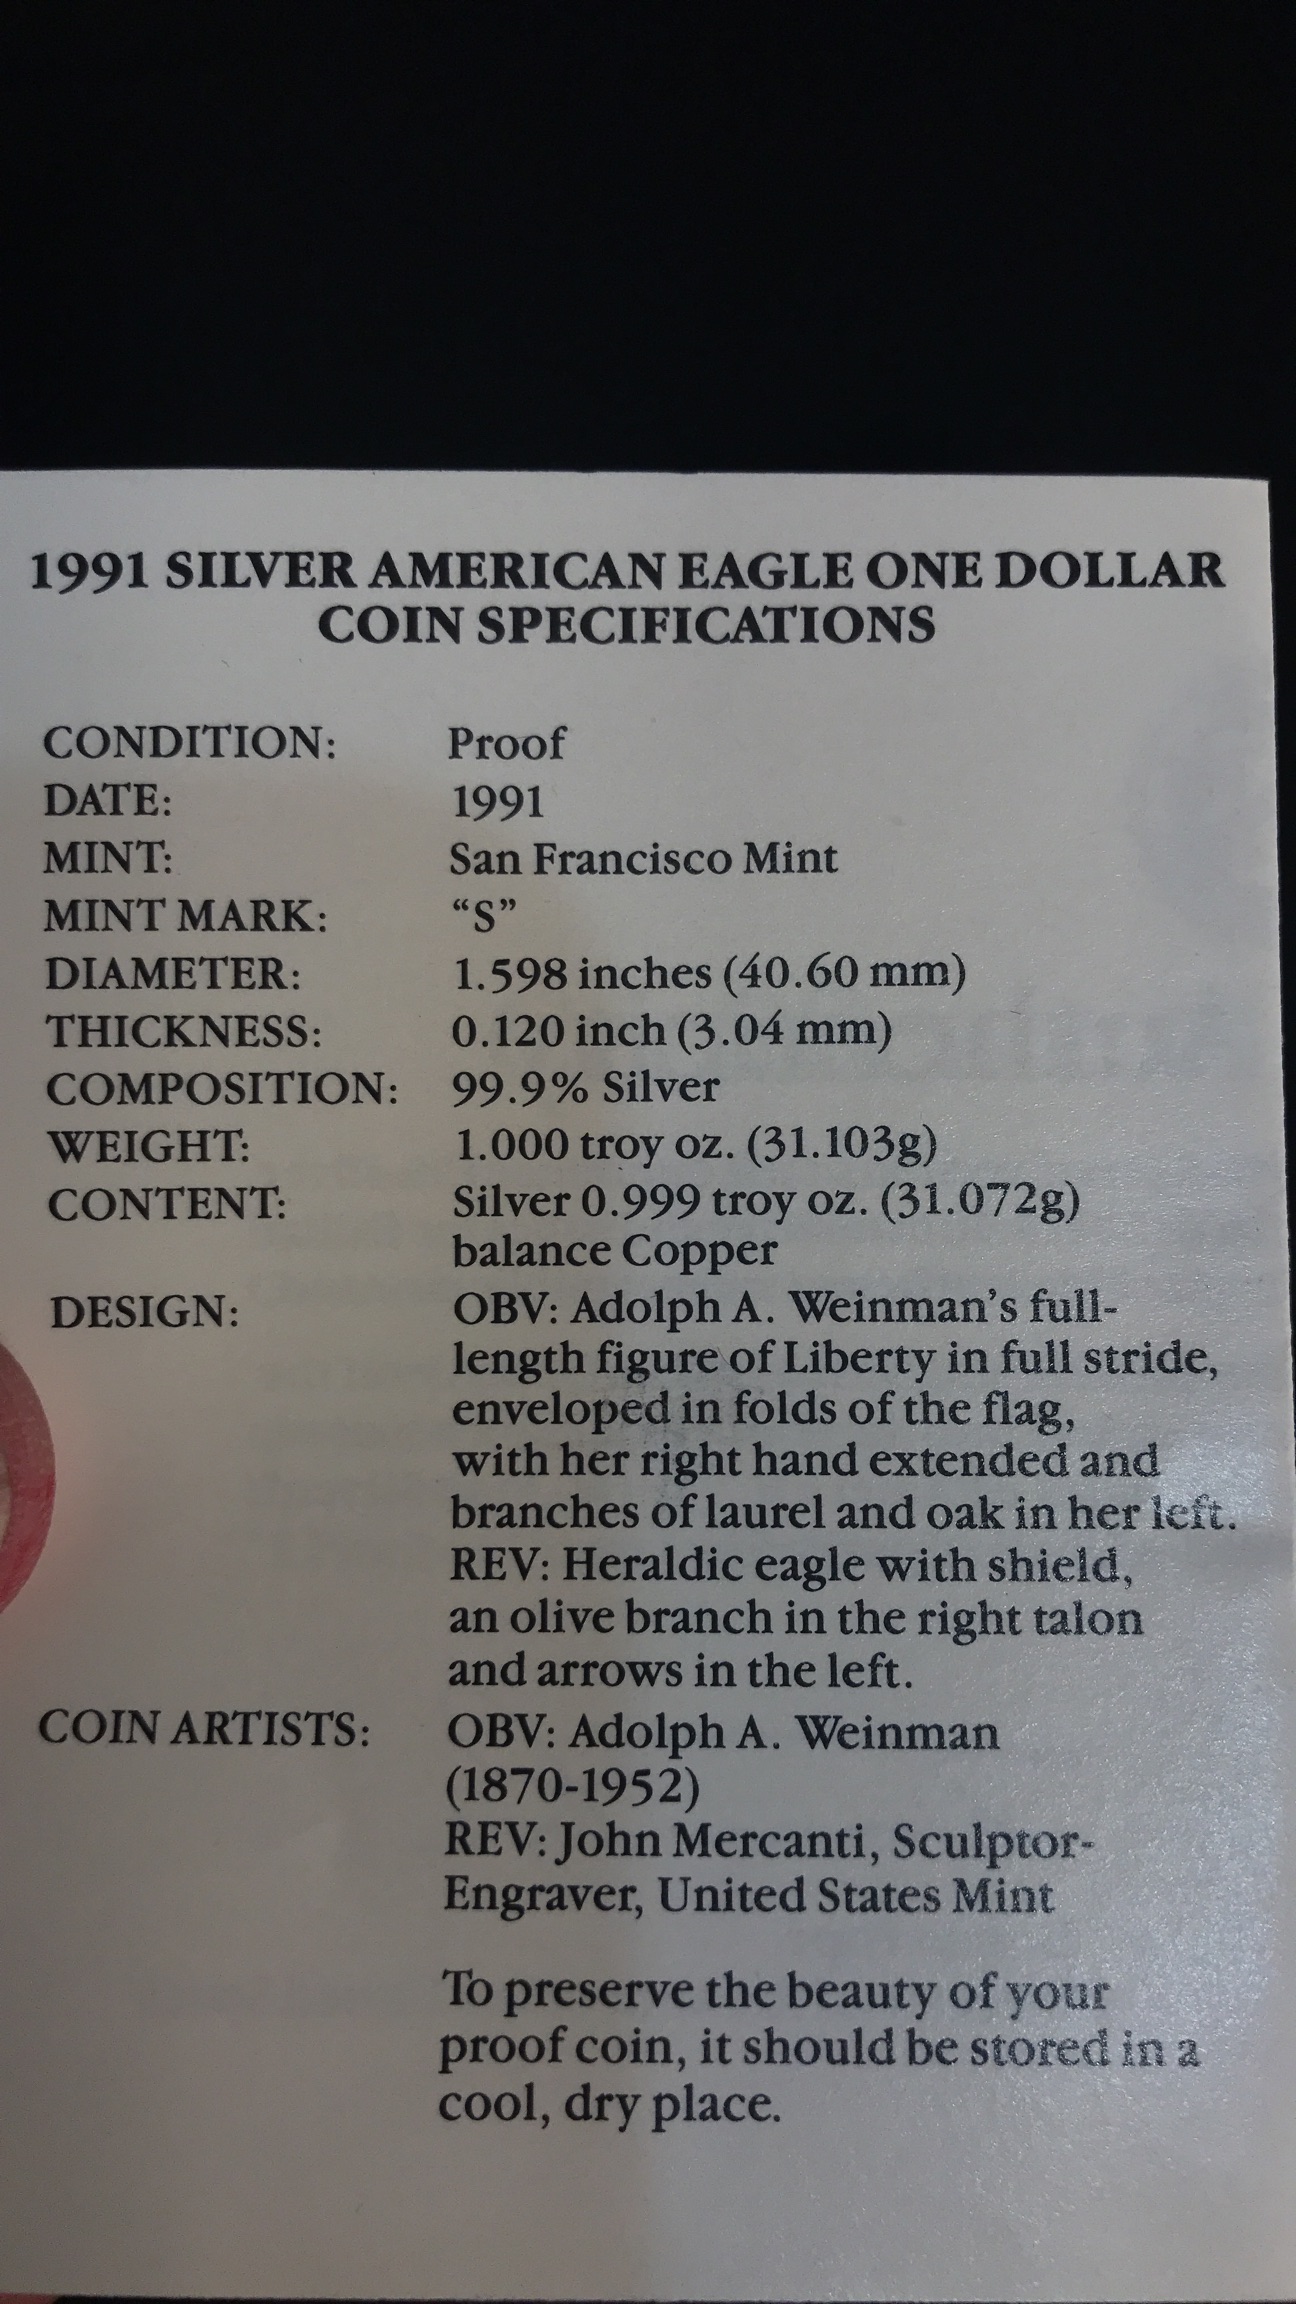 1991 SILVER AMERICAN EAGLE ONE DOLLAR
COIN SPECIFICATIONS
CONDITION: Proof
DATE: 1991
MINT: San Francisco Mint
MINT MARK: “S”
DIAMETER: 1.598 inches (40.60 mm)
THICKNESS: 0.120 inch (3.04 mm)
COMPOSITION: 99.9% Silver
WEIGHT: 1.000 troy oz. (31.103g)
CONTENT: Silver 0.999 troy oz. (31.072g)
balance Copper
DESIGN: OBV: Adolph A. Weinman’s full-
length figure of Liberty in full stride,
enveloped in folds of the flag,
with her right hand extended and
branches of laurel and oak in her left.
REV: Heraldic eagle with shield,
an olive branch in the right talon
and arrows in the left.
COIN ARTISTS: OBV: Adolph A. Weinman
(1870-1952)
REV: John Mercanti, Sculptor-
Engraver, United States Mint
To preserve the beauty of your
proof coin, it should be stored in a
cool, dry place.